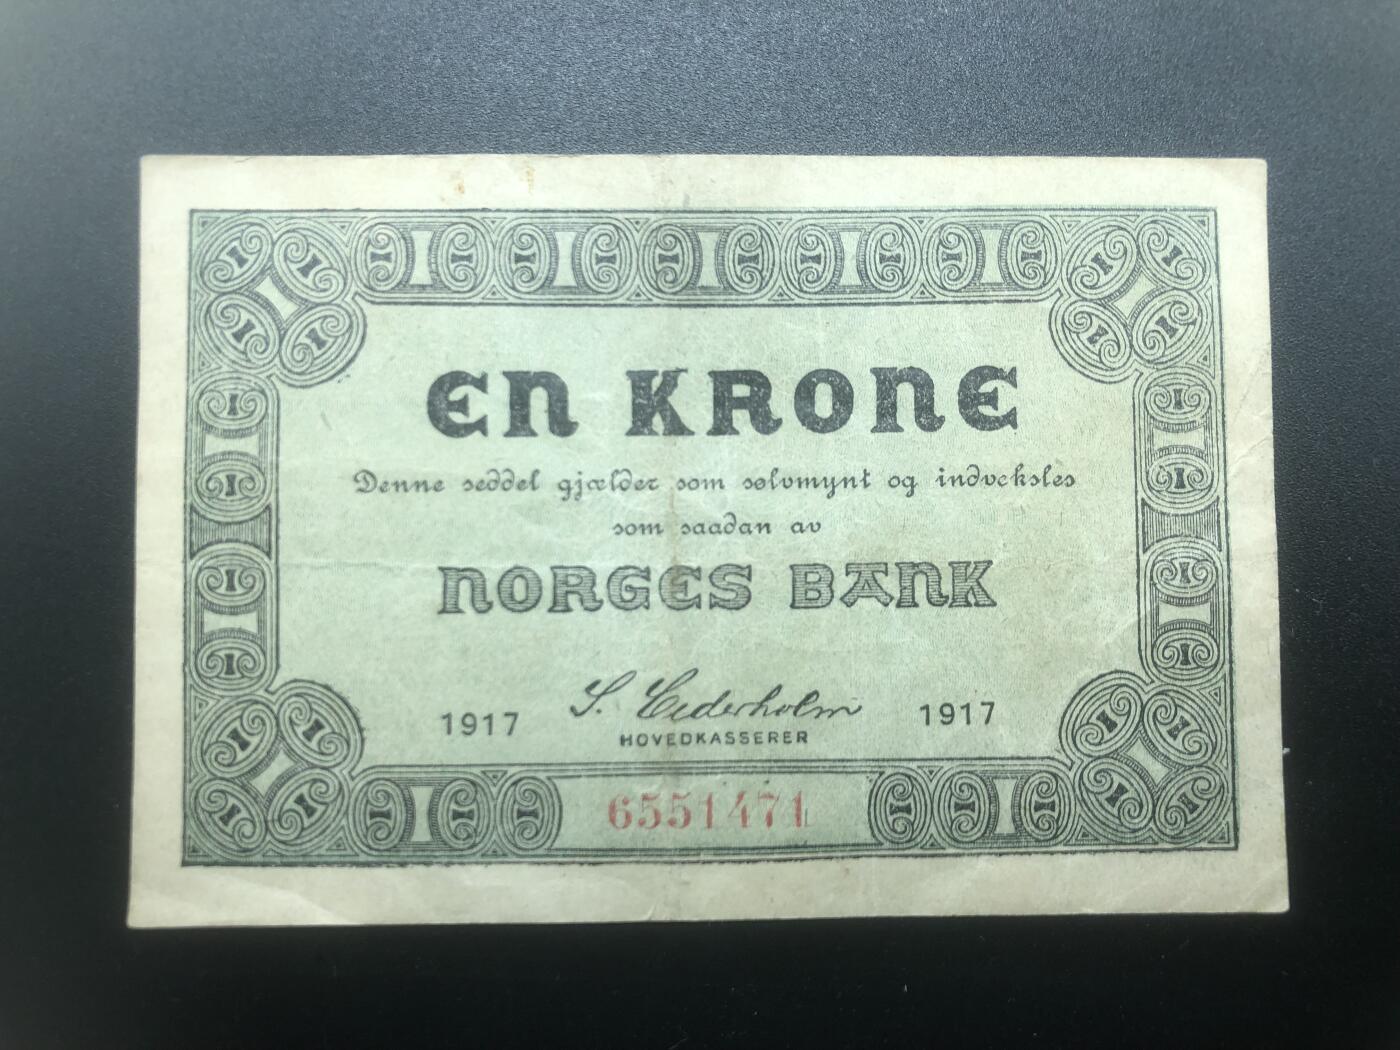 EN KRONE
Denne seddel gjælder som sølvmynt og indveksles
som saadan av
NORGES BANK
1917 S. Cederholm 1917
HOVEDKASSERER
6551471